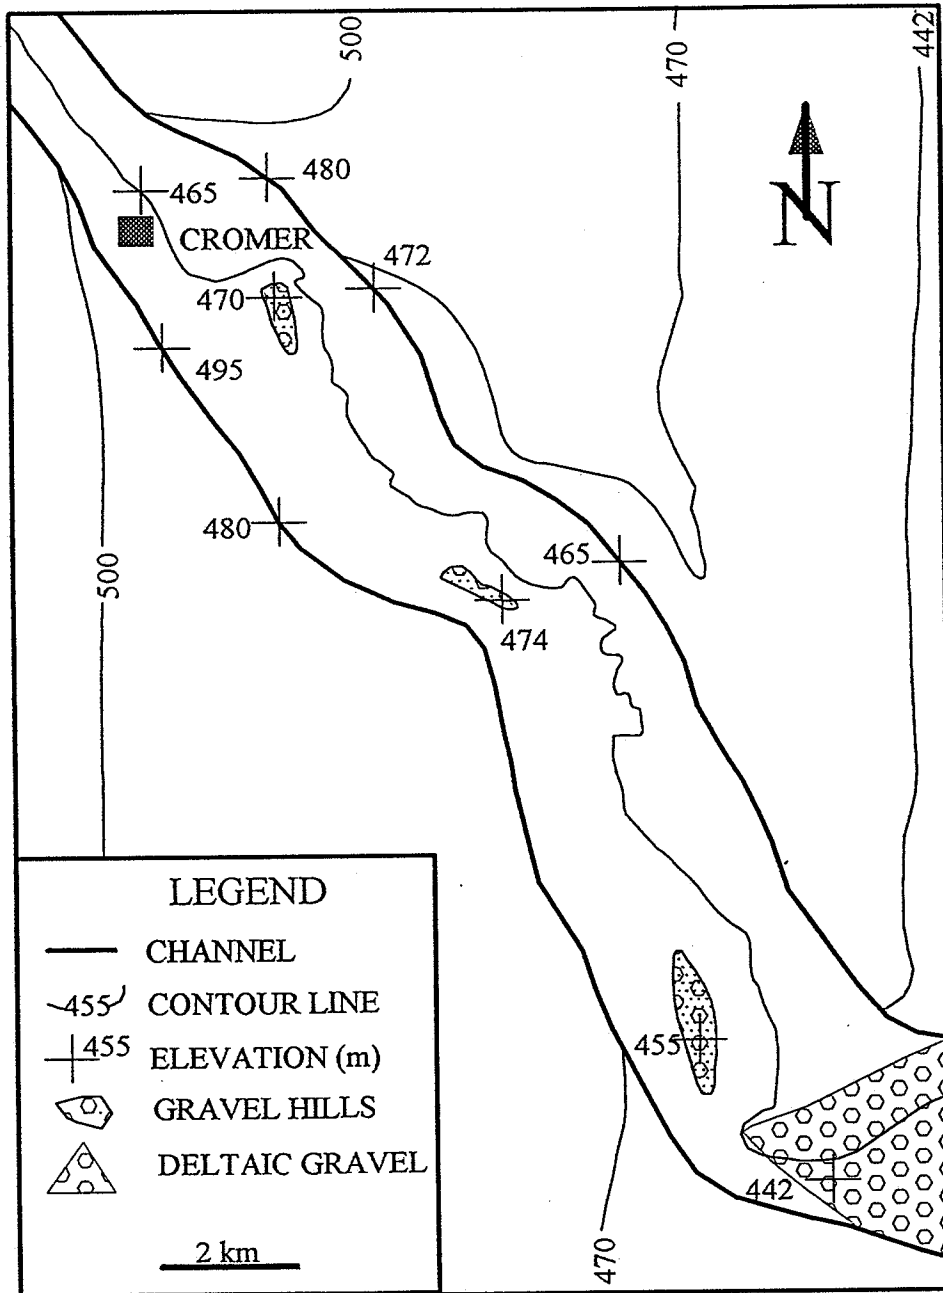 500
470
442
N
465
480
CROMER
472
470
495
480
465
500
474
455
442
470
LEGEND
CHANNEL
455 CONTOUR LINE
455 ELEVATION (m)
GRAVEL HILLS
DELTAIC GRAVEL
2 km